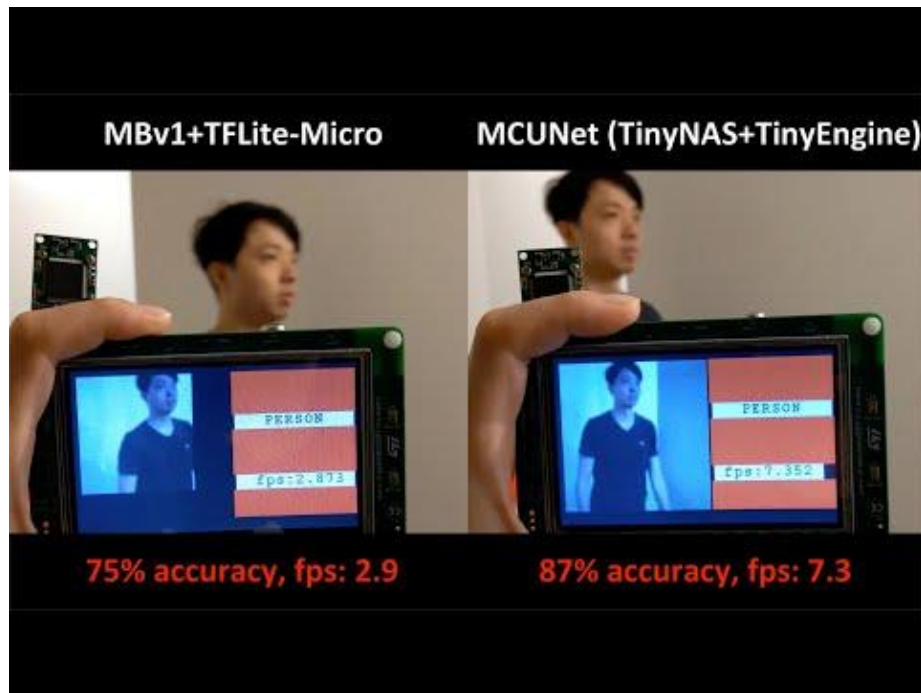 MBv1+TFLite-Micro
MCUNet (TinyNAS+TinyEngine)
PERSON
fps:2.873
PERSON
fps:7.352
75% accuracy, fps: 2.9
87% accuracy, fps: 7.3